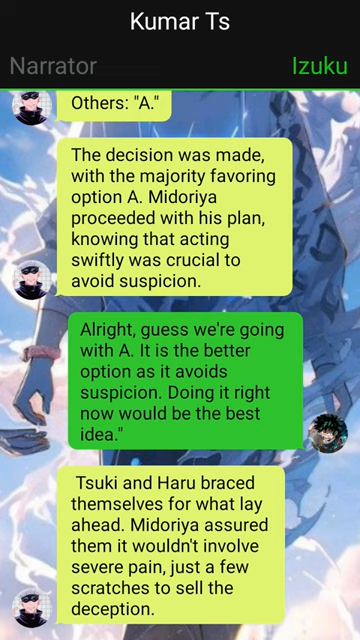 Kumar Ts
Narrator
Izuku
Others: "A."
The decision was made,
with the majority favoring
option A. Midoriya
proceeded with his plan,
knowing that acting
swiftly was crucial to
avoid suspicion.
Alright, guess we're going
with A. It is the better
option as it avoids
suspicion. Doing it right
now would be the best
idea."
Tsuki and Haru braced
themselves for what lay
ahead. Midoriya assured
them it wouldn't involve
severe pain, just a few
scratches to sell the
deception.